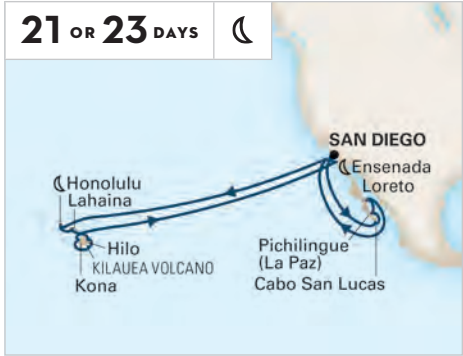 21 OR 23 DAYS
SAN DIEGO
Ensenada
Loreto
Honolulu
Lahaina
Hilo
KILAUEA VOLCANO
Kona
Pichilingue
(La Paz)
Cabo San Lucas